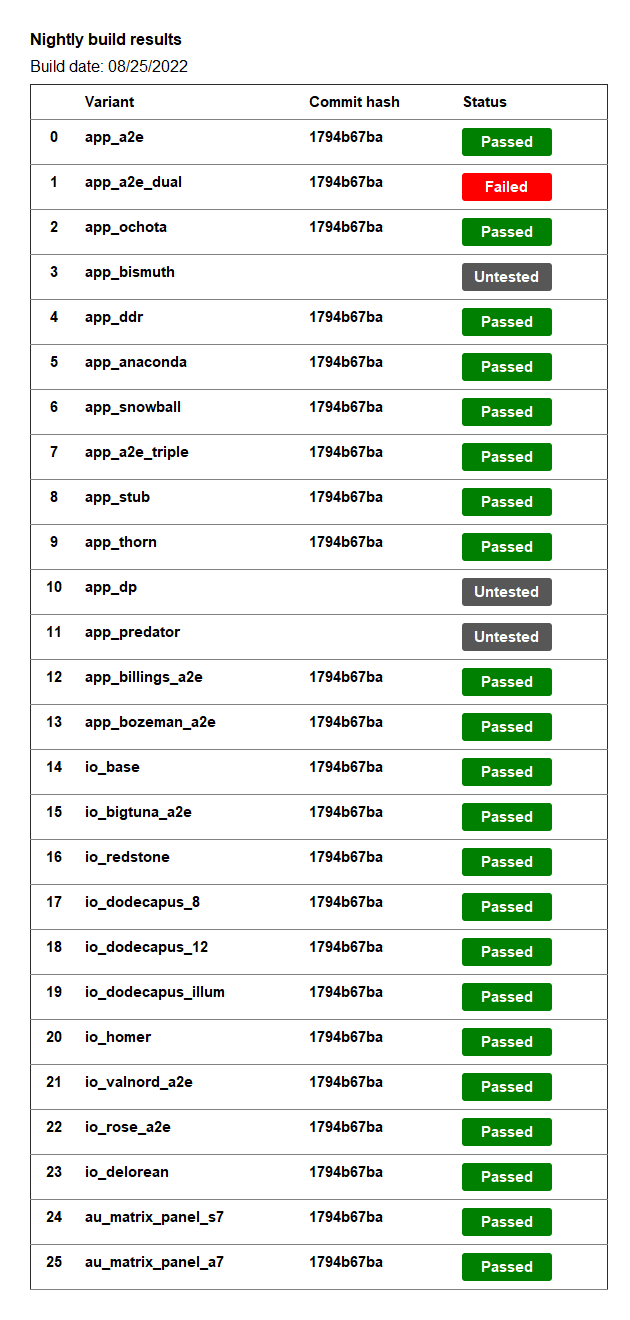 Nightly build results
Build date: 08/25/2022
Variant Commit hash Status
0 app_a2e 1794b67ba Passed
1 app_a2e_dual 1794b67ba Failed
2 app_ochota 1794b67ba Passed
3 app_bismuth Untested
4 app_ddr 1794b67ba Passed
5 app_anaconda 1794b67ba Passed
6 app_snowball 1794b67ba Passed
7 app_a2e_triple 1794b67ba Passed
8 app_stub 1794b67ba Passed
9 app_thorn 1794b67ba Passed
10 app_dp Untested
11 app_predator Untested
12 app_billings_a2e 1794b67ba Passed
13 app_bozeman_a2e 1794b67ba Passed
14 io_base 1794b67ba Passed
15 io_bigtuna_a2e 1794b67ba Passed
16 io_redstone 1794b67ba Passed
17 io_dodecapus_8 1794b67ba Passed
18 io_dodecapus_12 1794b67ba Passed
19 io_dodecapus_illum 1794b67ba Passed
20 io_homer 1794b67ba Passed
21 io_valnord_a2e 1794b67ba Passed
22 io_rose_a2e 1794b67ba Passed
23 io_delorean 1794b67ba Passed
24 au_matrix_panel_s7 1794b67ba Passed
25 au_matrix_panel_a7 1794b67ba Passed